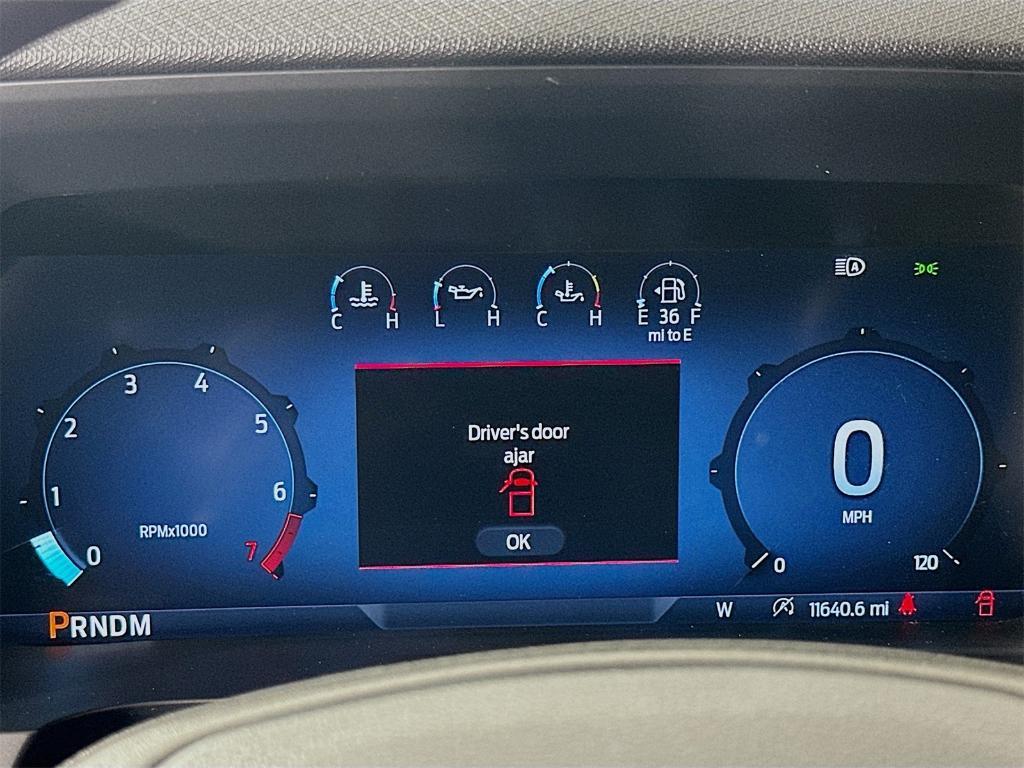 C H L H C H E 36 F
mi to E
3 4
2 5
1 6
RPMx1000
7
0
Driver's door
ajar
OK
0
MPH
0 120
PRNDM
W 11640.6 mi
A